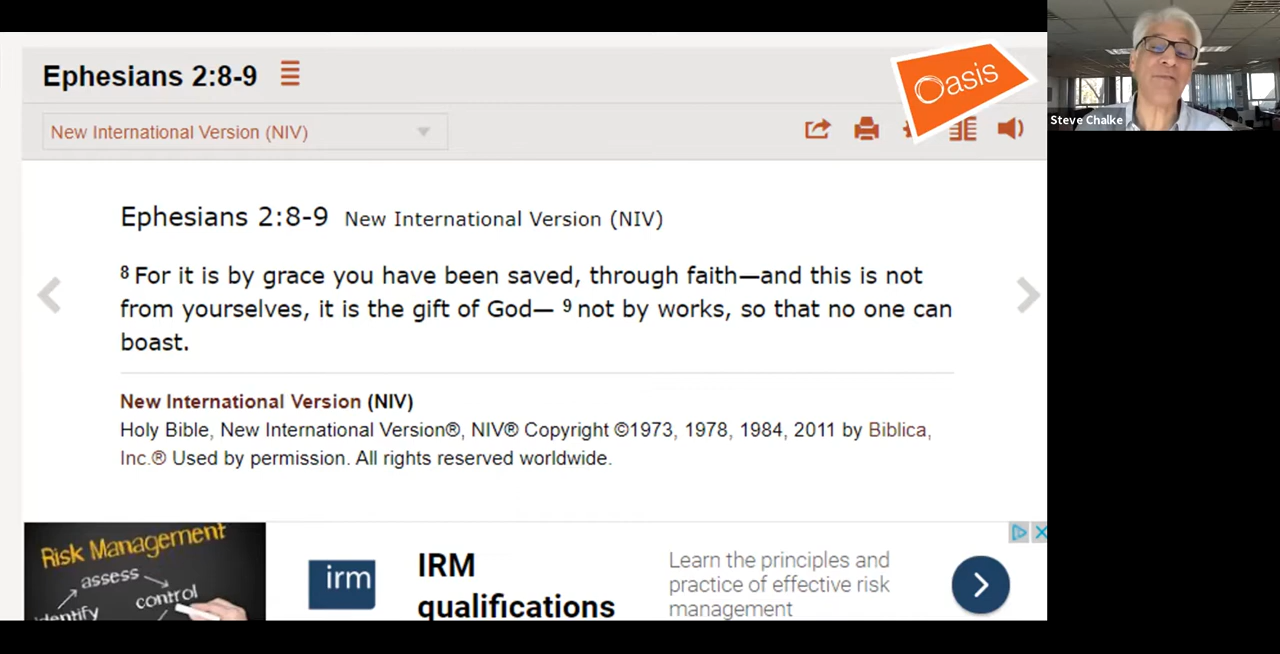 Ephesians 2:8-9
Oasis
Steve Chalke
New International Version (NIV)
Ephesians 2:8-9 New International Version (NIV)
8 For it is by grace you have been saved, through faith—and this is not
from yourselves, it is the gift of God— 9 not by works, so that no one can
boast.
New International Version (NIV)
Holy Bible, New International Version®, NIV® Copyright ©1973, 1978, 1984, 2011 by Biblica,
Inc.® Used by permission. All rights reserved worldwide.
Risk Management
assess
control
identify
irm
IRM
qualifications
Learn the principles and
practice of effective risk
management